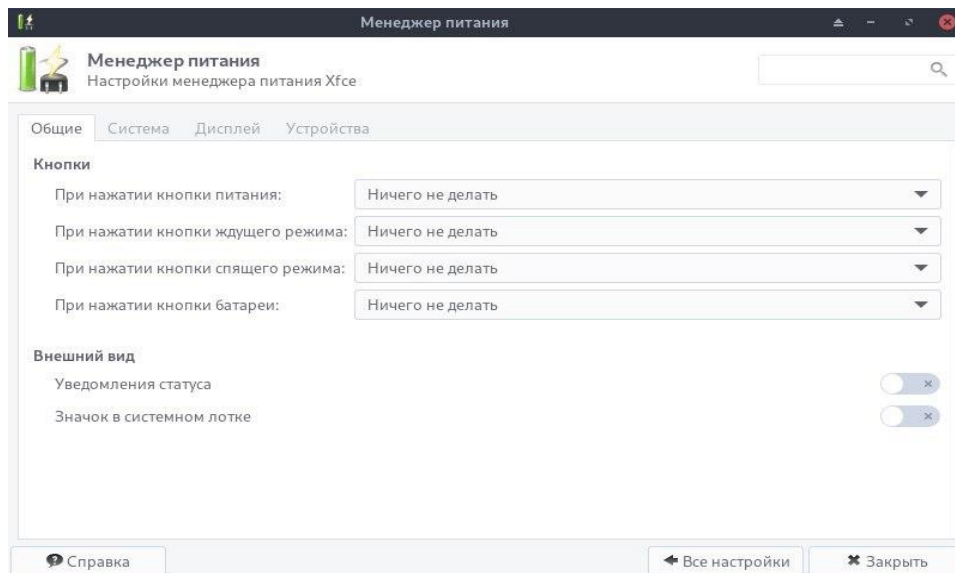 Менеджер питания
Менеджер питания
Настройки менеджера питания Xfce
Общие Система Дисплей Устройства
Кнопки
При нажатии кнопки питания: Ничего не делать
При нажатии кнопки ждущего режима: Ничего не делать
При нажатии кнопки спящего режима: Ничего не делать
При нажатии кнопки батареи: Ничего не делать
Внешний вид
Уведомления статуса
Значок в системном лотке
Справка Все настройки Закрыть